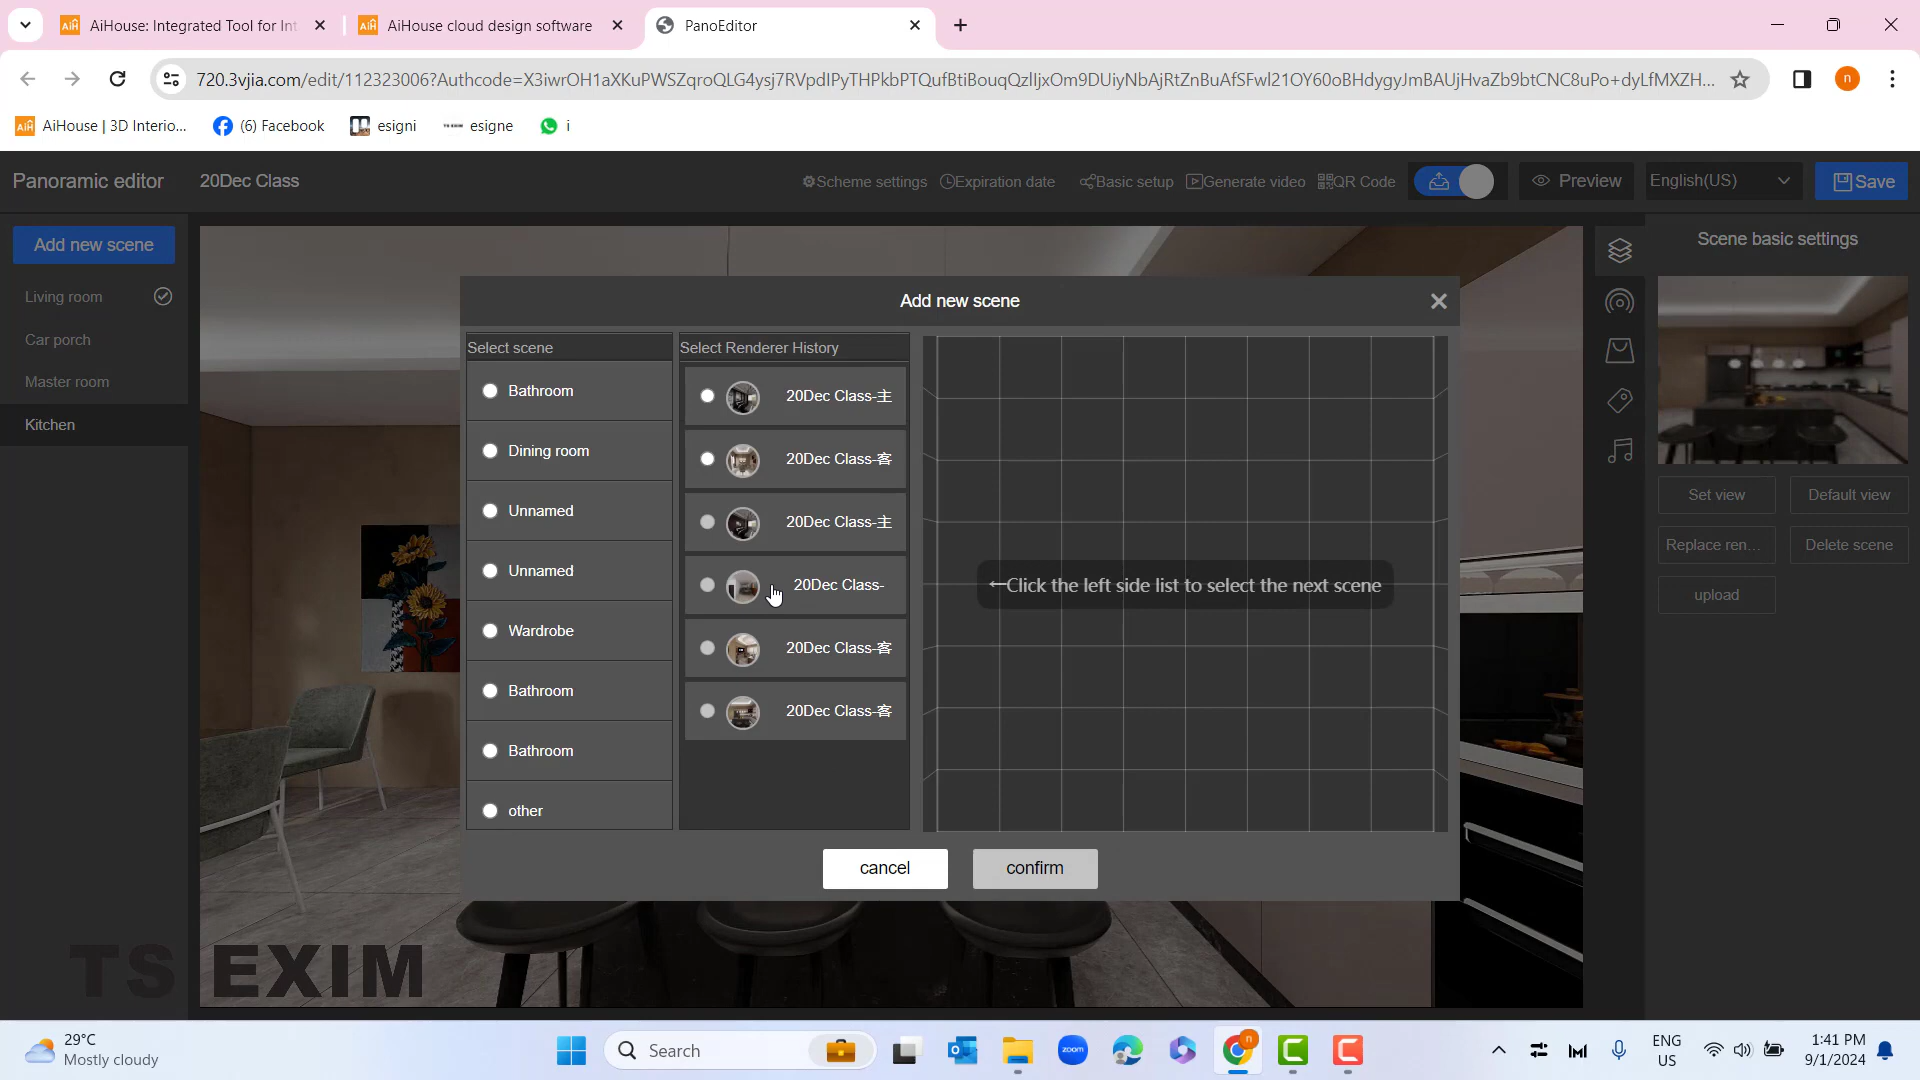 AiHouse: Integrated Tool for Int
AiHouse cloud design software
PanoEditor
720.3vjia.com/edit/112323006?Authcode=X3iwrOH1aXKuPWSZqroQLG4ysj7RVpdIPyTHPkbPTQufBtiBouqQzlljxOm9DUiyNbAjRtZnBuAfSFwl21OY60oBHdygyJmBAUjHvaZb9btCNC8uPo+dyLfMXZH...
AiHouse | 3D Interio...
(6) Facebook
esigni
esigne
i
Panoramic editor
20Dec Class
Scheme settings
Expiration date
Basic setup
Generate video
QR Code
Preview
English(US)
Save
Add new scene
Living room
Car porch
Master room
Kitchen
Add new scene
Select scene
Bathroom
Dining room
Unnamed
Unnamed
Wardrobe
Bathroom
Bathroom
other
Select Renderer History
20Dec Class-主
20Dec Class-客
20Dec Class-主
20Dec Class-
20Dec Class-客
20Dec Class-客
←Click the left side list to select the next scene
cancel
confirm
Scene basic settings
Set view
Default view
Replace ren...
Delete scene
upload
TS EXIM
29°C
Mostly cloudy
Search
zoom
ENG
US
1:41 PM
9/1/2024